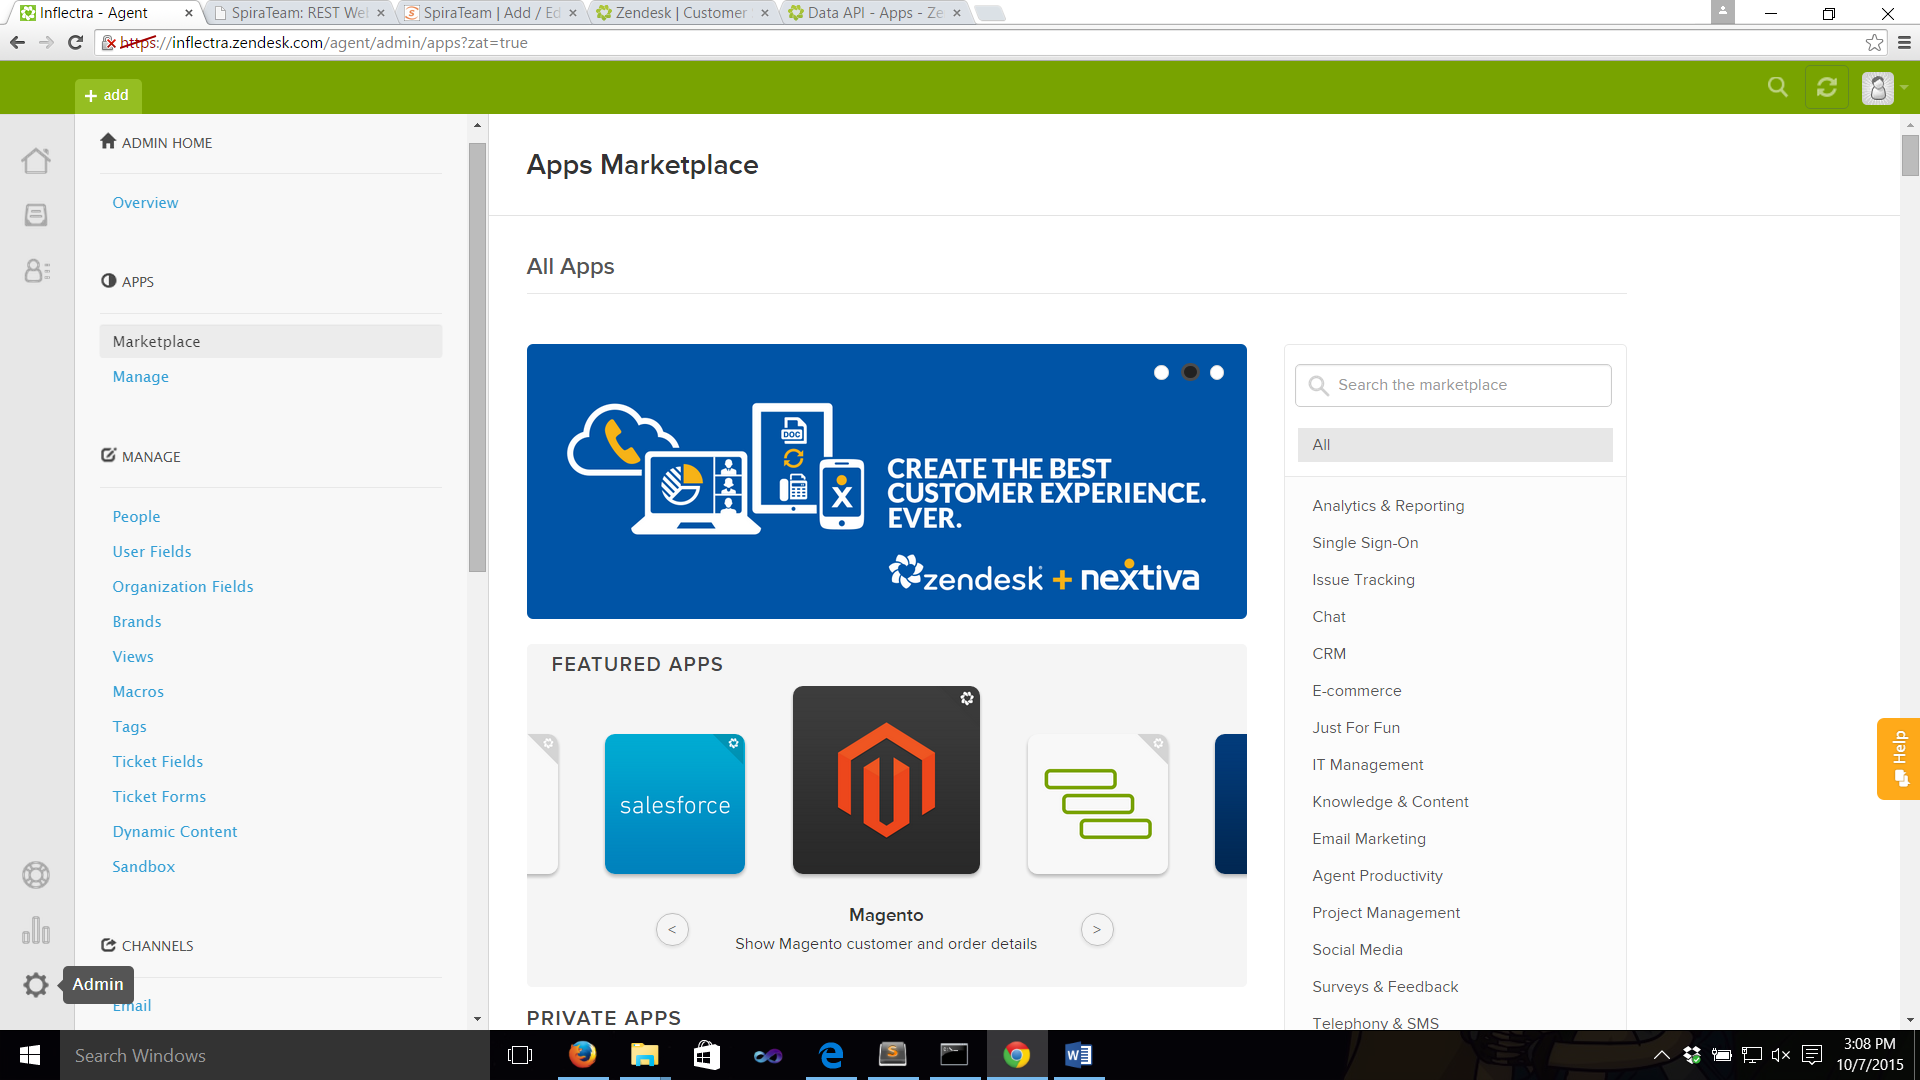 Inflectra - Agent
SpiraTeam: REST We
SpiraTeam | Add / Ed
Zendesk | Customer
Data API - Apps - Ze
https://inflectra.zendesk.com/agent/admin/apps?zat=true
+ add
ADMIN HOME
Overview
APPS
Marketplace
Manage
MANAGE
People
User Fields
Organization Fields
Brands
Views
Macros
Tags
Ticket Fields
Ticket Forms
Dynamic Content
Sandbox
CHANNELS
Admin
Email
Apps Marketplace
All Apps
DOC
CREATE THE BEST
CUSTOMER EXPERIENCE.
EVER.
zendesk + nextiva
FEATURED APPS
salesforce
Magento
< >
Show Magento customer and order details
PRIVATE APPS
Search the marketplace
All
Analytics & Reporting
Single Sign-On
Issue Tracking
Chat
CRM
E-commerce
Just For Fun
IT Management
Knowledge & Content
Email Marketing
Agent Productivity
Project Management
Social Media
Surveys & Feedback
Telephony & SMS
Help
Search Windows
3:08 PM
10/7/2015